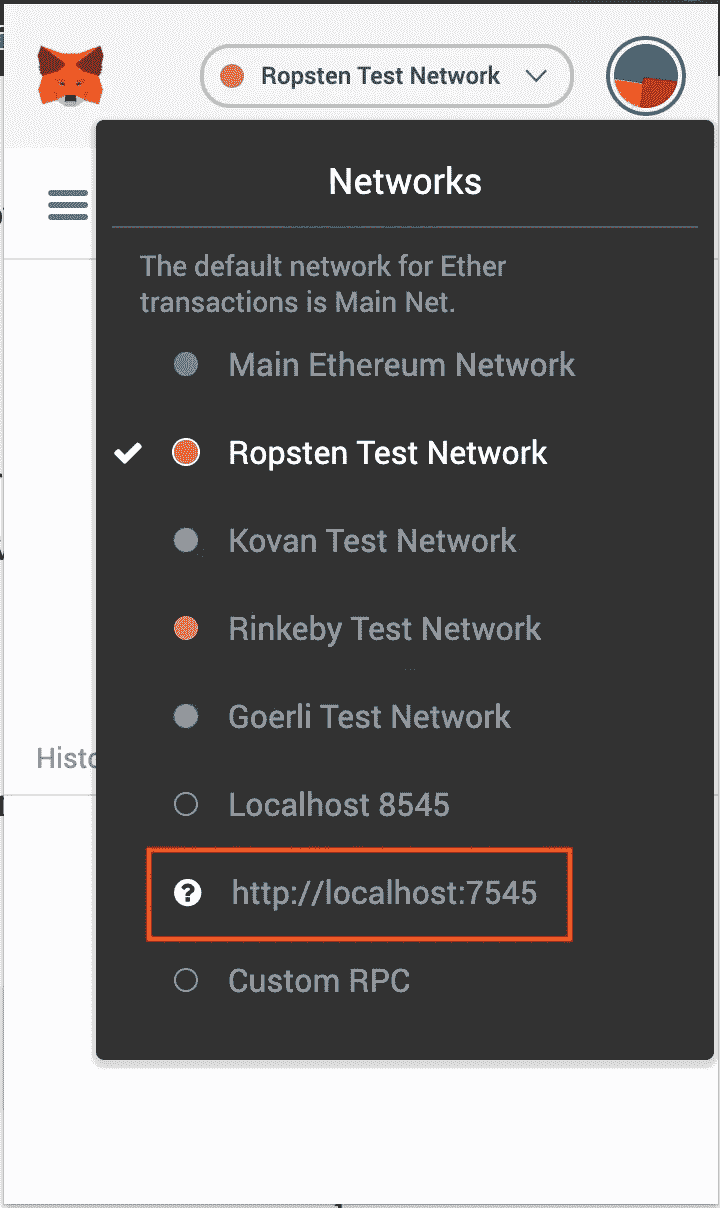 Ropsten Test Network
Networks
The default network for Ether
transactions is Main Net.
Main Ethereum Network
Ropsten Test Network
Kovan Test Network
Rinkeby Test Network
Goerli Test Network
Histo
Localhost 8545
http://localhost:7545
Custom RPC